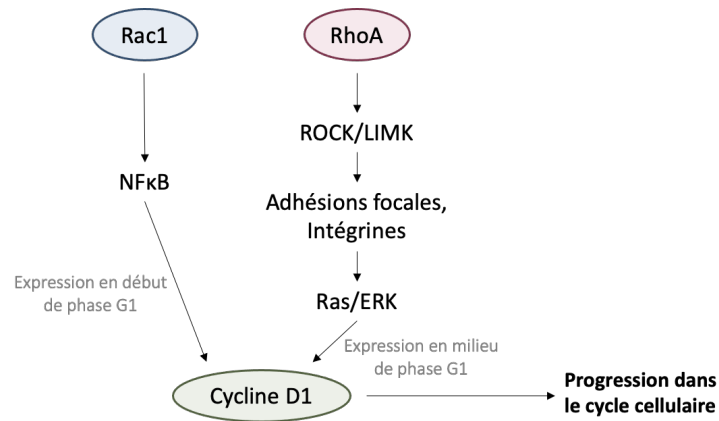 Rac1
RhoA
ROCK/LIMK
NFκB
Adhésions focales,
Intégrines
Expression en début
de phase G1
Ras/ERK
Expression en milieu
de phase G1
Cycline D1
Progression dans
le cycle cellulaire